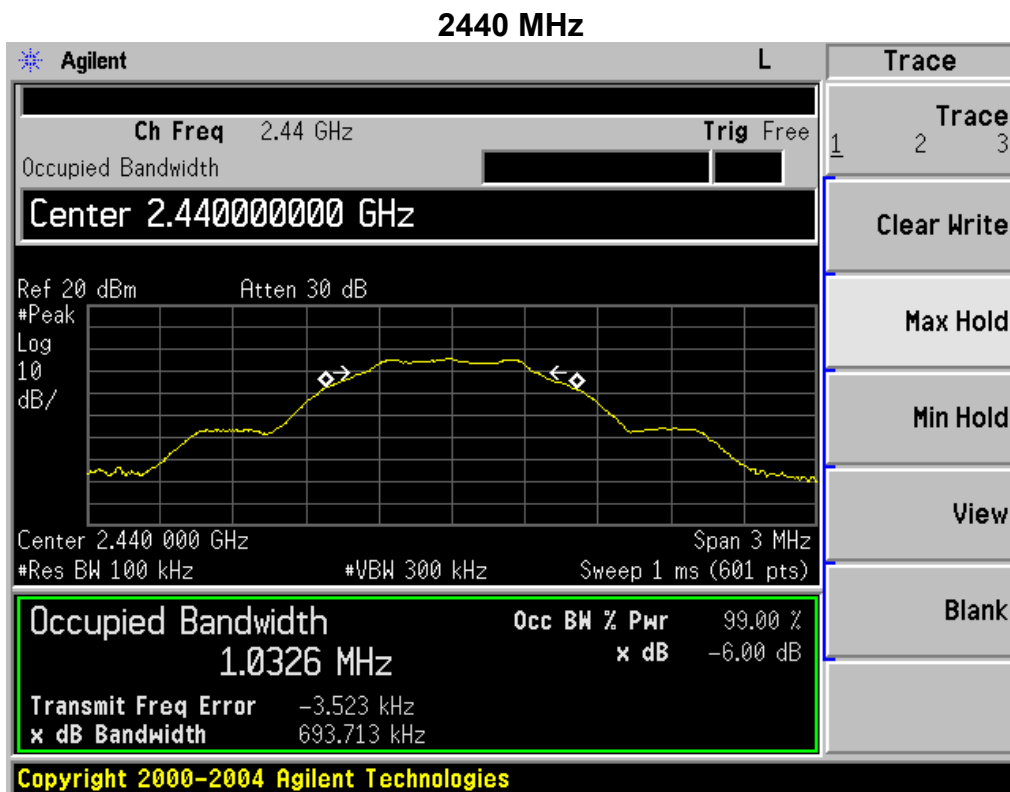 2440 MHz
Agilent L Trace
Ch Freq 2.44 GHz Trig Free
Occupied Bandwidth
Trace
1 2 3
Center 2.440000000 GHz
Clear Write
Ref 20 dBm Atten 30 dB
#Peak
Log
10
dB/
Max Hold
Min Hold
View
Center 2.440 000 GHz Span 3 MHz
#Res BW 100 kHz #VBW 300 kHz Sweep 1 ms (601 pts)
Blank
Occupied Bandwidth Occ BW % Pwr 99.00 %
1.0326 MHz x dB -6.00 dB
Transmit Freq Error -3.523 kHz
x dB Bandwidth 693.713 kHz
Copyright 2000-2004 Agilent Technologies